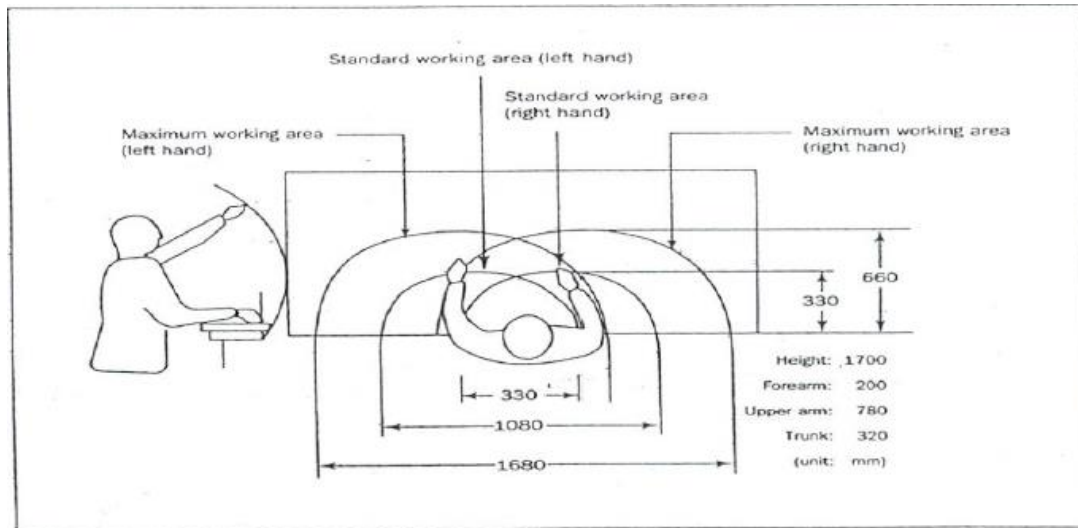 Standard working area (left hand)
Standard working area
(right hand)
Maximum working area
(left hand)
Maximum working area
(right hand)
660
330
Height: 1700
Forearm: 200
Upper arm: 780
Trunk: 320
(unit: mm)
330
1080
1680